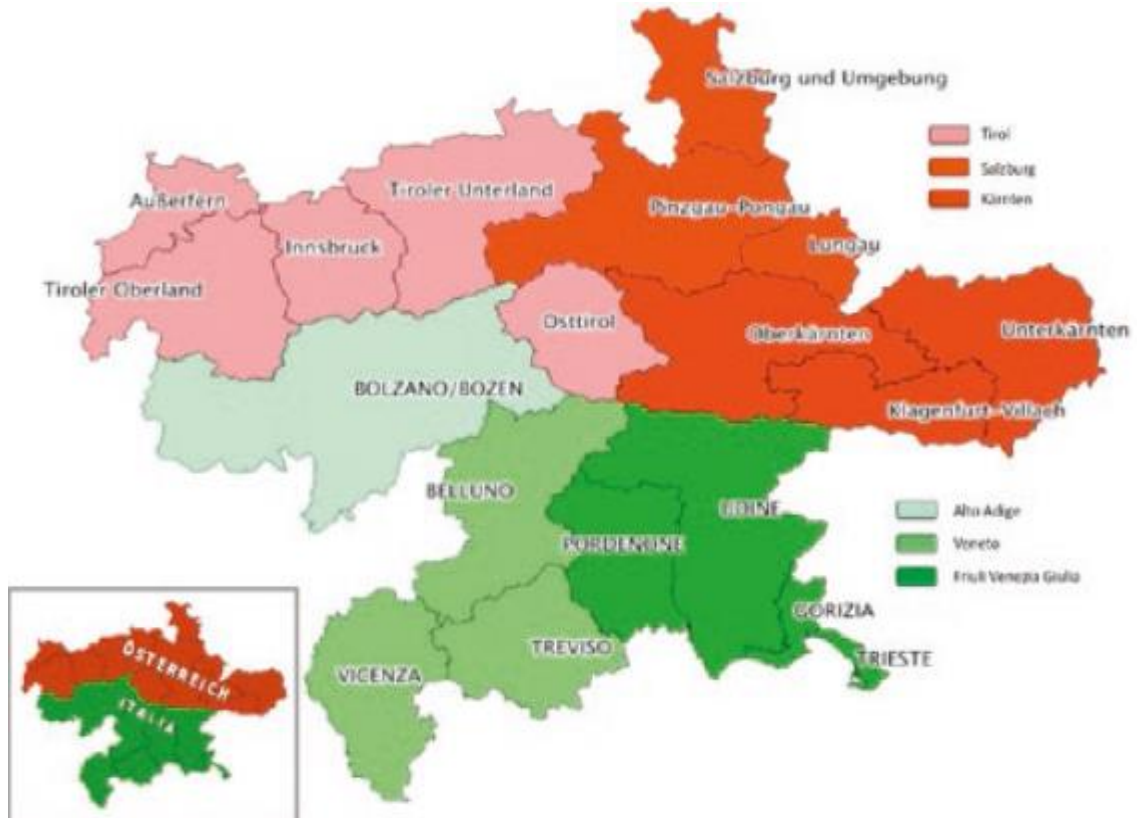 Salzburg und Umgebung
Tirol
Salzburg
Kärnten
Außerfern
Tiroler Unterland
Pinzgau-Pongau
Innsbruck
Lungau
Tiroler Oberland
Osttirol
Oberkärnten
Unterkärnten
BOLZANO/BOZEN
Klagenfurt-Villach
BELLUNO
UDINE
Alto Adige
PORDENONE
Veneto
Friuli Venezia Giulia
GORIZIA
TREVISO
TRIESTE
VICENZA
ÖSTERREICH
ITALIA